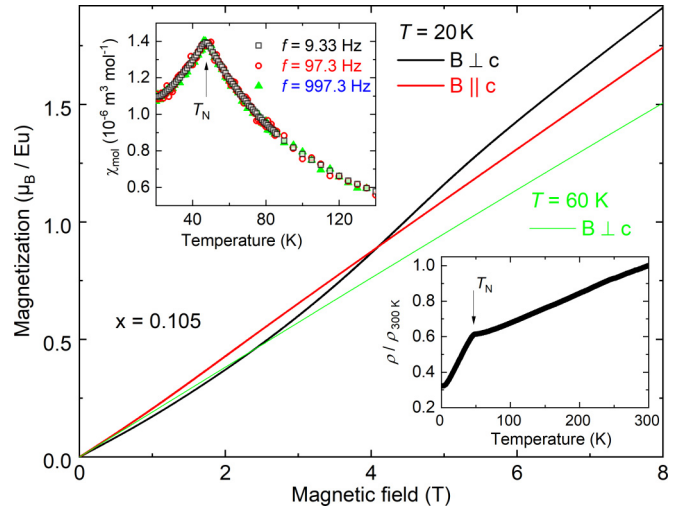 Magnetization (μB / Eu)
1.5
1.0
0.5
0.0
0
2
4
6
8
Magnetic field (T)
T = 20 K
B ⊥ c
B || c
T = 60 K
B ⊥ c
x = 0.105
χmol (10⁻⁶ m³ mol⁻¹)
1.4
1.2
1.0
0.8
0.6
40
80
120
Temperature (K)
f = 9.33 Hz
f = 97.3 Hz
f = 997.3 Hz
TN
ρ / ρ300 K
1.0
0.8
0.6
0.4
0.2
0
100
200
300
Temperature (K)
TN